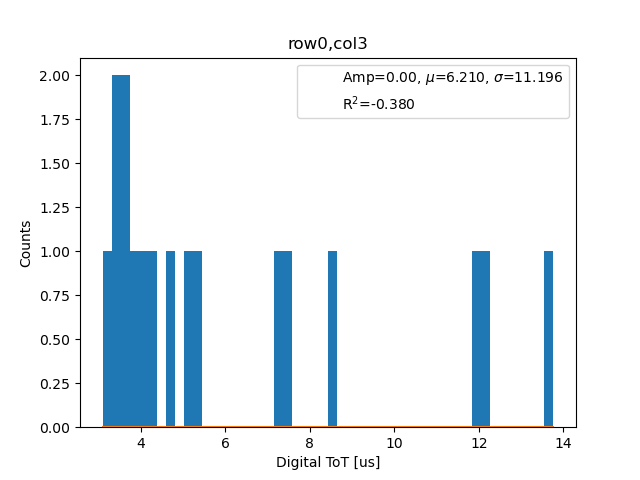 row0,col3
Amp=0.00, μ=6.210, σ=11.196
R²=-0.380
2.00
1.75
1.50
1.25
1.00
0.75
0.50
0.25
0.00
Counts
4 6 8 10 12 14
Digital ToT [us]